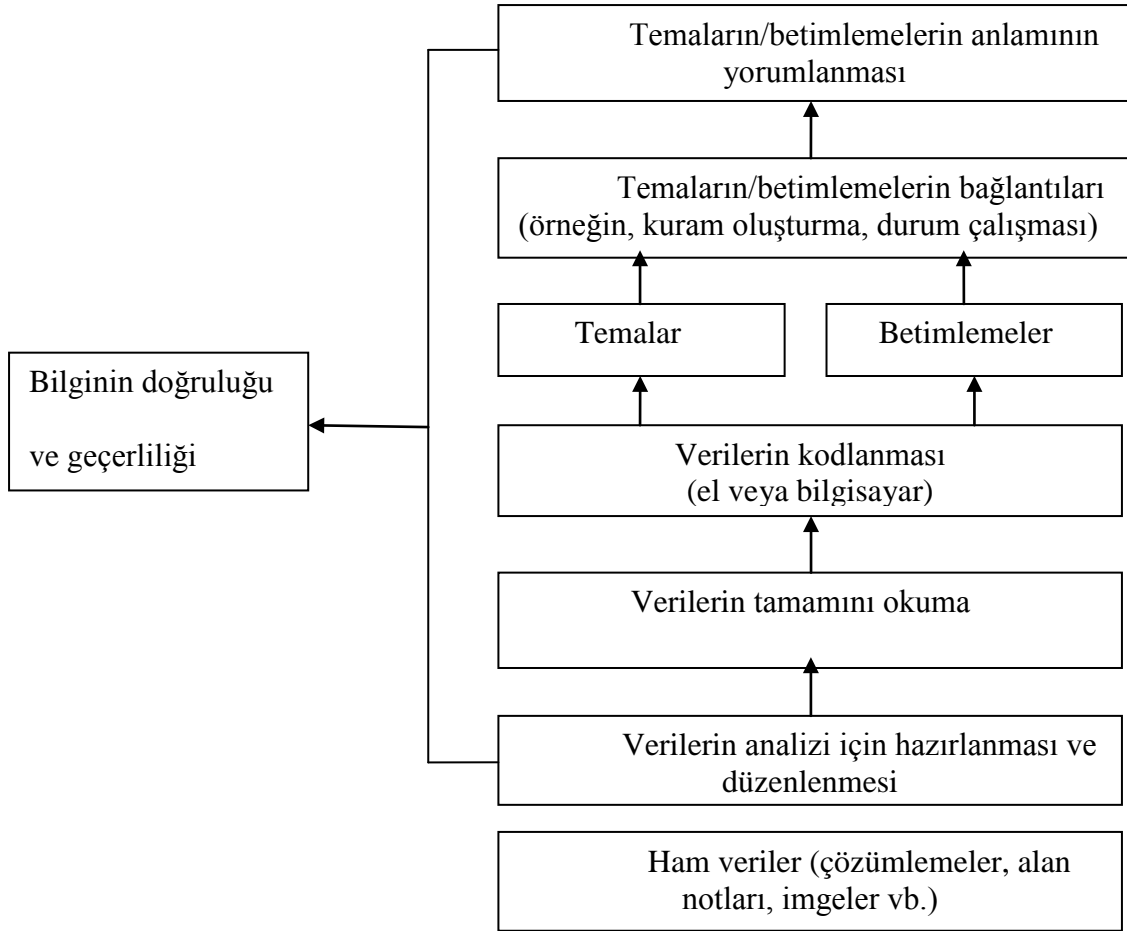 Temaların/betimlemelerin anlamının
yorumlanması
Temaların/betimlemelerin bağlantıları
(örneğin, kuram oluşturma, durum çalışması)
Temalar
Betimlemeler
Bilginin doğruluğu
ve geçerliliği
Verilerin kodlanması
(el veya bilgisayar)
Verilerin tamamını okuma
Verilerin analizi için hazırlanması ve
düzenlenmesi
Ham veriler (çözümlemeler, alan
notları, imgeler vb.)